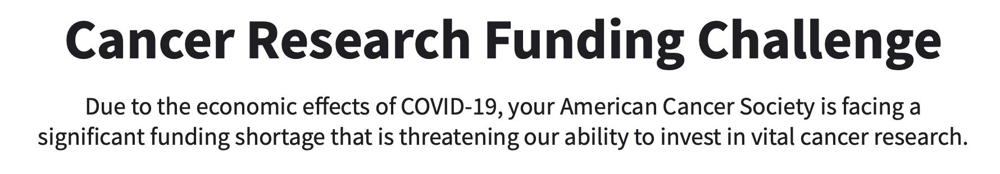 Cancer Research Funding Challenge
Due to the economic effects of COVID-19, your American Cancer Society is facing a
significant funding shortage that is threatening our ability to invest in vital cancer research.